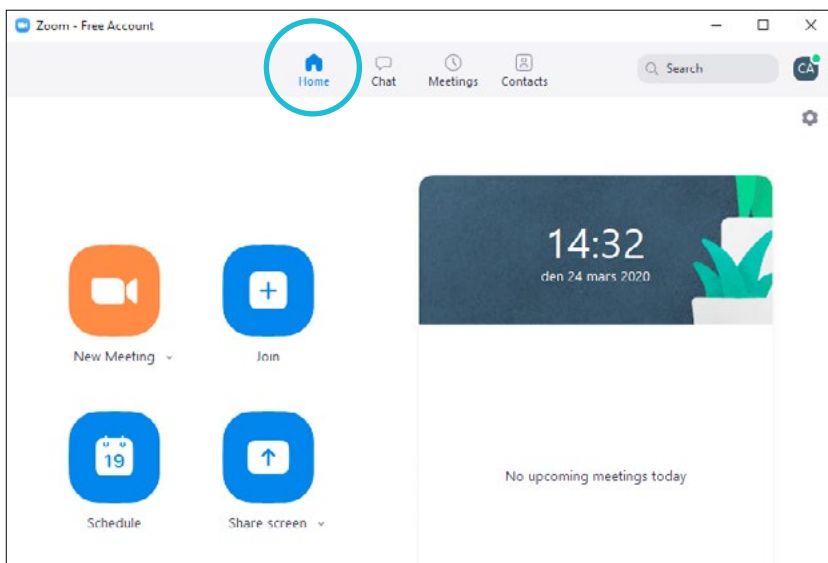 Zoom - Free Account
Home Chat Meetings Contacts
Search
CA
14:32
den 24 mars 2020
New Meeting
Join
19
Schedule
Share screen
No upcoming meetings today